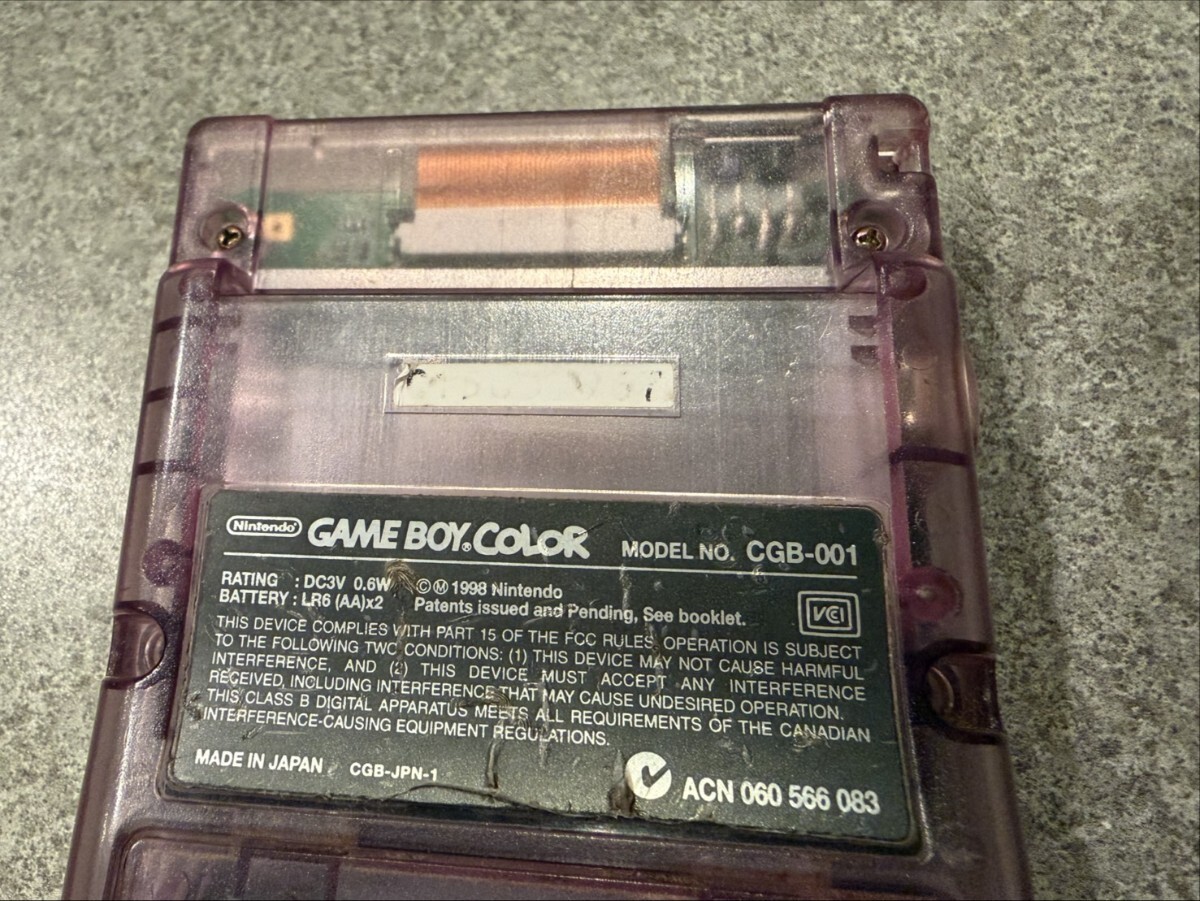 Nintendo GAME BOY COLOR MODEL NO. CGB-001
RATING : DC3V 0.6W ©Ⓜ 1998 Nintendo
BATTERY : LR6 (AA)x2 Patents issued and Pending, See booklet.
VCI
THIS DEVICE COMPLIES WITH PART 15 OF THE FCC RULES. OPERATION IS SUBJECT
TO THE FOLLOWING TWO CONDITIONS: (1) THIS DEVICE MAY NOT CAUSE HARMFUL
INTERFERENCE, AND (2) THIS DEVICE MUST ACCEPT ANY INTERFERENCE
RECEIVED, INCLUDING INTERFERENCE THAT MAY CAUSE UNDESIRED OPERATION.
THIS CLASS B DIGITAL APPARATUS MEETS ALL REQUIREMENTS OF THE CANADIAN
INTERFERENCE-CAUSING EQUIPMENT REGULATIONS.
MADE IN JAPAN CGB-JPN-1
ACN 060 566 083